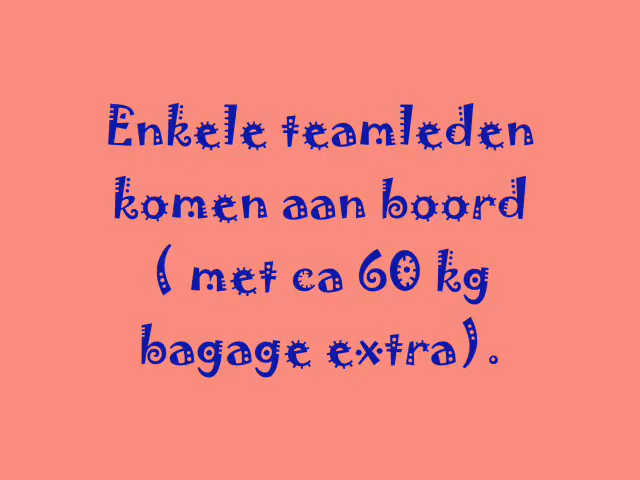 Enkele teamleden
komen aan boord
( met ca 60 kg
bagage extra).